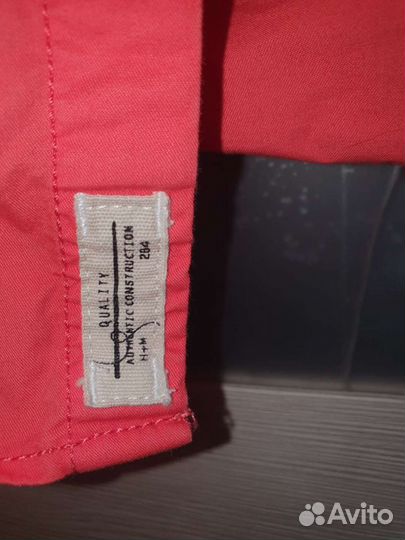 QUALITY
AUTHENTIC CONSTRUCTION
H+M 284
Avito